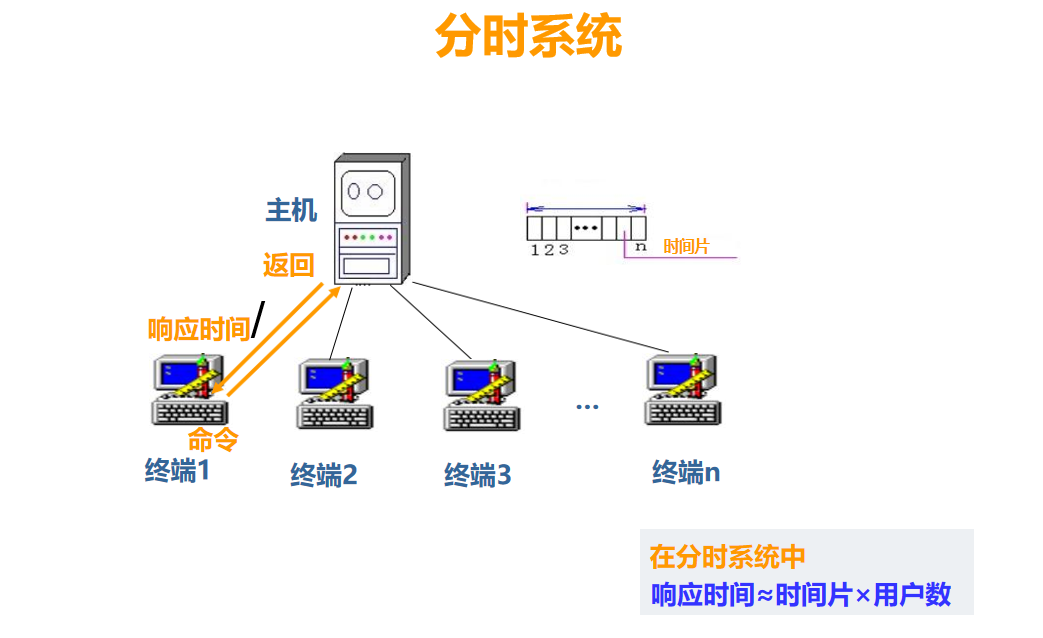 分时系统
主机
返回
响应时间/
命令
终端1
终端2
终端3
...
终端n
1 2 3 ... n
时间片
在分时系统中
响应时间≈时间片×用户数